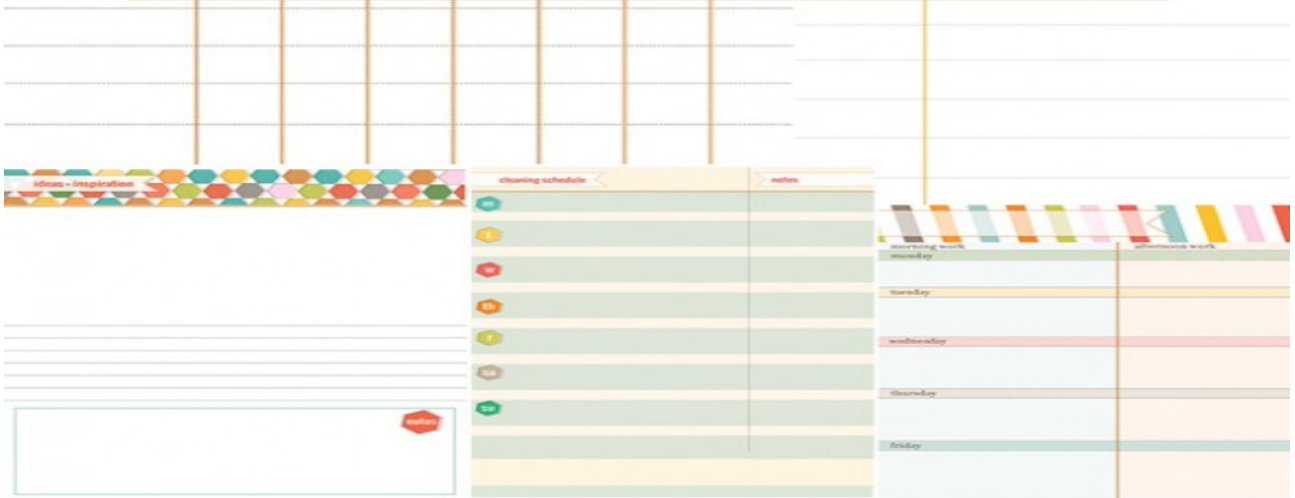 ideas - inspiration
notes
cleaning schedule
notes
m
t
w
th
f
sa
su
morning work
afternoon work
monday
tuesday
wednesday
thursday
friday